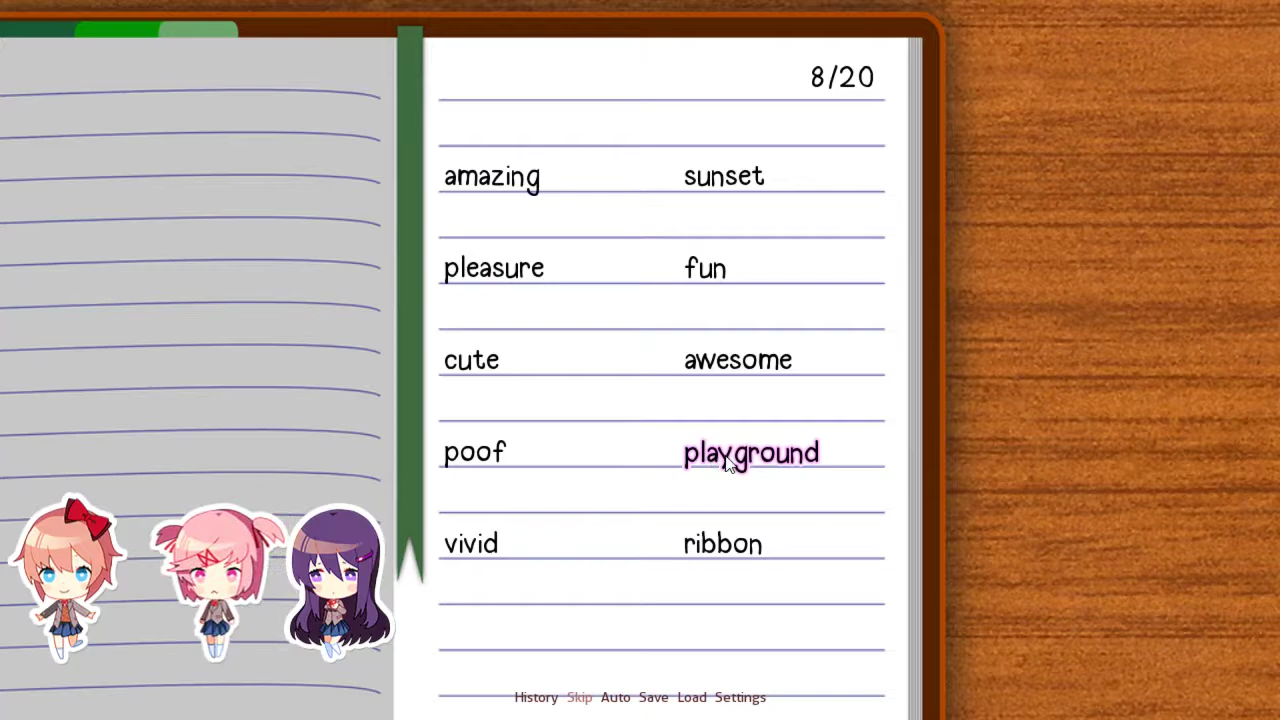 8/20
amazing sunset
pleasure fun
cute awesome
poof playground
vivid ribbon
History Skip Auto Save Load Settings